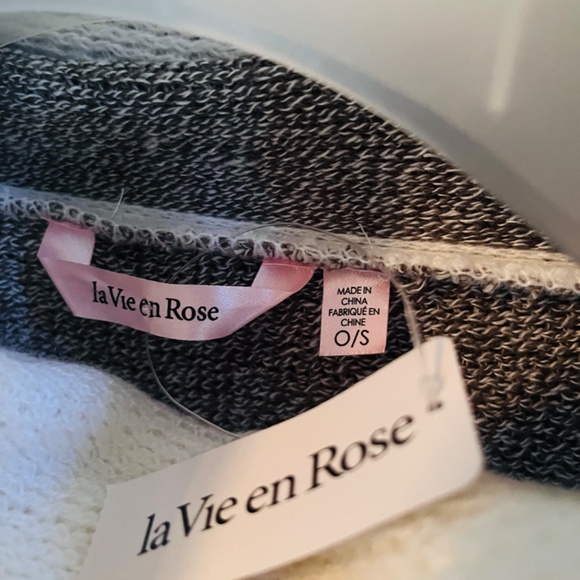 la Vie en Rose
MADE IN
CHINA
FABRIQUÉ EN
CHINE
O/S
la Vie en Rose